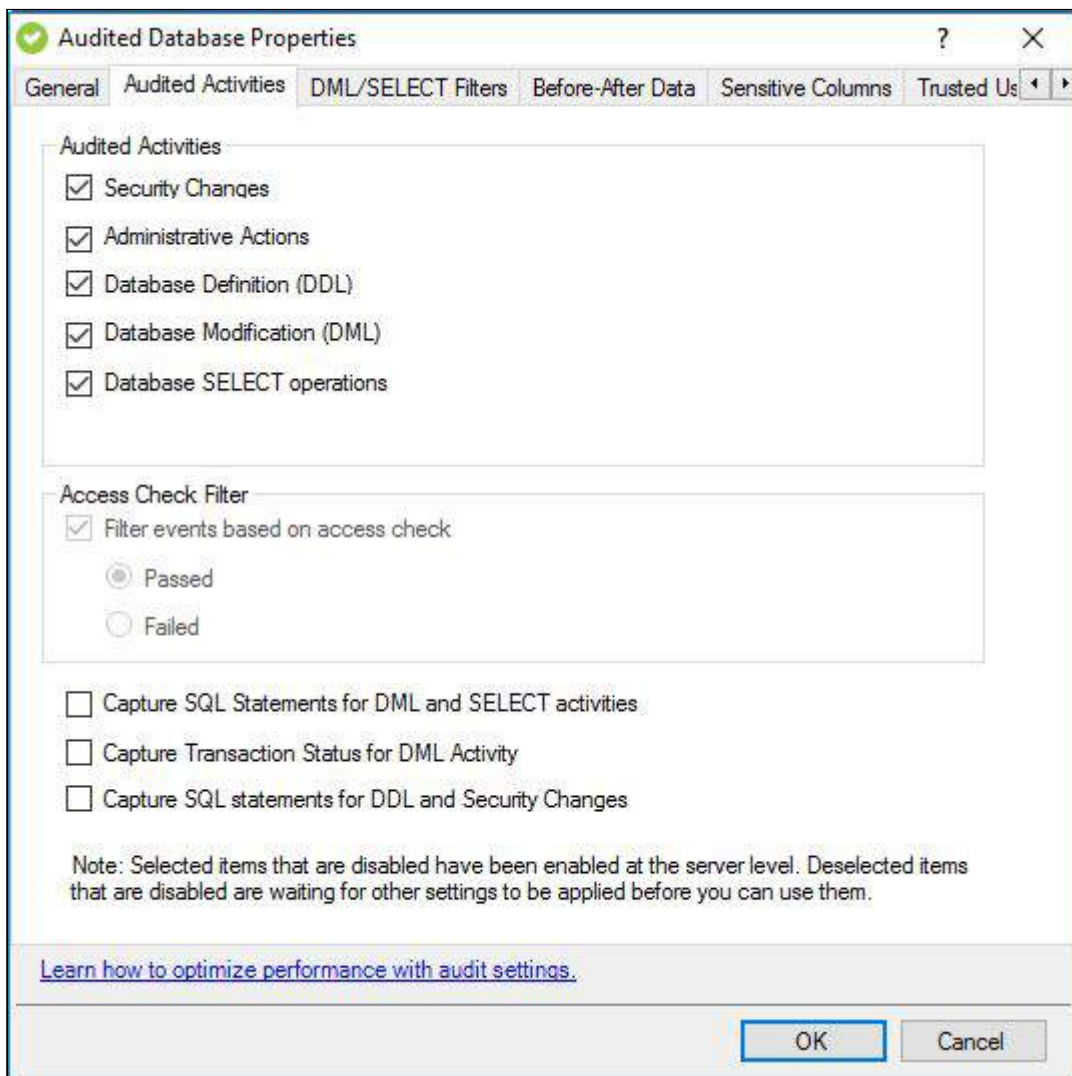 Audited Database Properties
?
General
Audited Activities
DML/SELECT Filters
Before-After Data
Sensitive Columns
Trusted Us
Audited Activities
Security Changes
Administrative Actions
Database Definition (DDL)
Database Modification (DML)
Database SELECT operations
Access Check Filter
Filter events based on access check
Passed
Failed
Capture SQL Statements for DML and SELECT activities
Capture Transaction Status for DML Activity
Capture SQL statements for DDL and Security Changes
Note: Selected items that are disabled have been enabled at the server level. Deselected items
that are disabled are waiting for other settings to be applied before you can use them.
Learn how to optimize performance with audit settings.
OK
Cancel